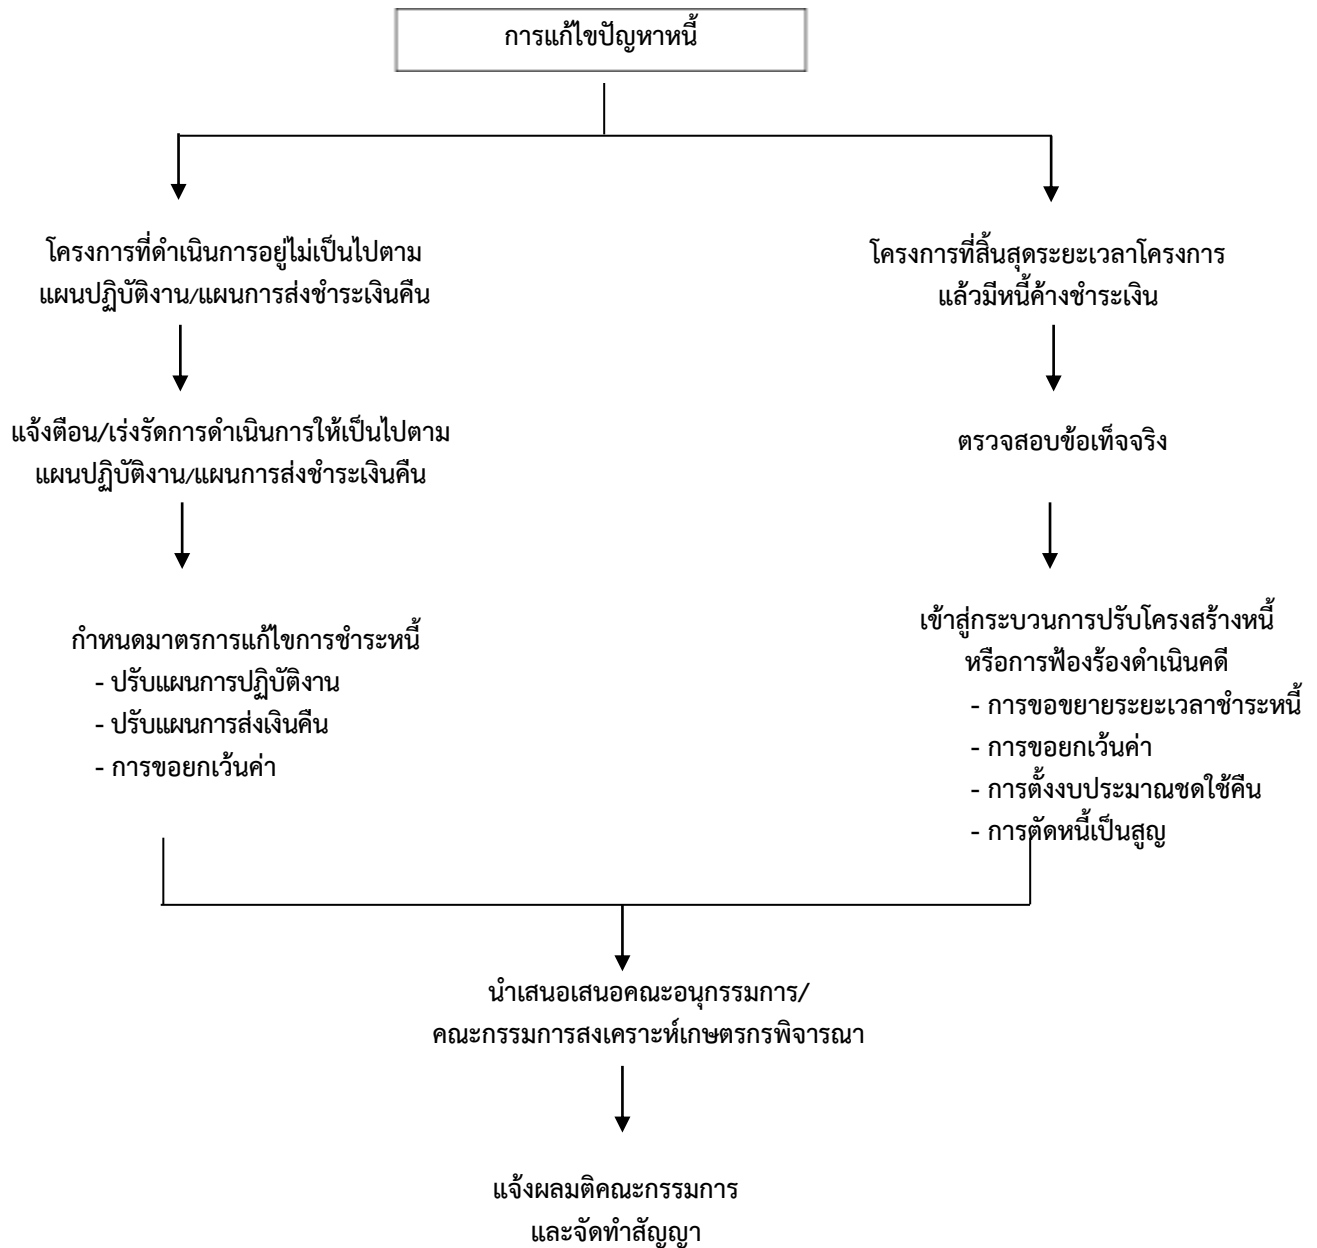 การแก้ไขปัญหาหนี้
โครงการที่ดำเนินการอยู่ไม่เป็นไปตาม
แผนปฏิบัติงาน/แผนการส่งชำระเงินคืน
โครงการที่สิ้นสุดระยะเวลาโครงการ
แล้วมีหนี้ค้างชำระเงิน
แจ้งตือน/เร่งรัดการดำเนินการให้เป็นไปตาม
แผนปฏิบัติงาน/แผนการส่งชำระเงินคืน
ตรวจสอบข้อเท็จจริง
กำหนดมาตรการแก้ไขการชำระหนี้
- ปรับแผนการปฏิบัติงาน
- ปรับแผนการส่งเงินคืน
- การขอยกเว้นค่า
เข้าสู่กระบวนการปรับโครงสร้างหนี้
หรือการฟ้องร้องดำเนินคดี
- การขอขยายระยะเวลาชำระหนี้
- การขอยกเว้นค่า
- การตั้งงบประมาณชดใช้คืน
- การตัดหนี้เป็นสูญ
นำเสนอเสนอคณะอนุกรรมการ/
คณะกรรมการสงเคราะห์เกษตรกรพิจารณา
แจ้งผลมติคณะกรรมการ
และจัดทำสัญญา